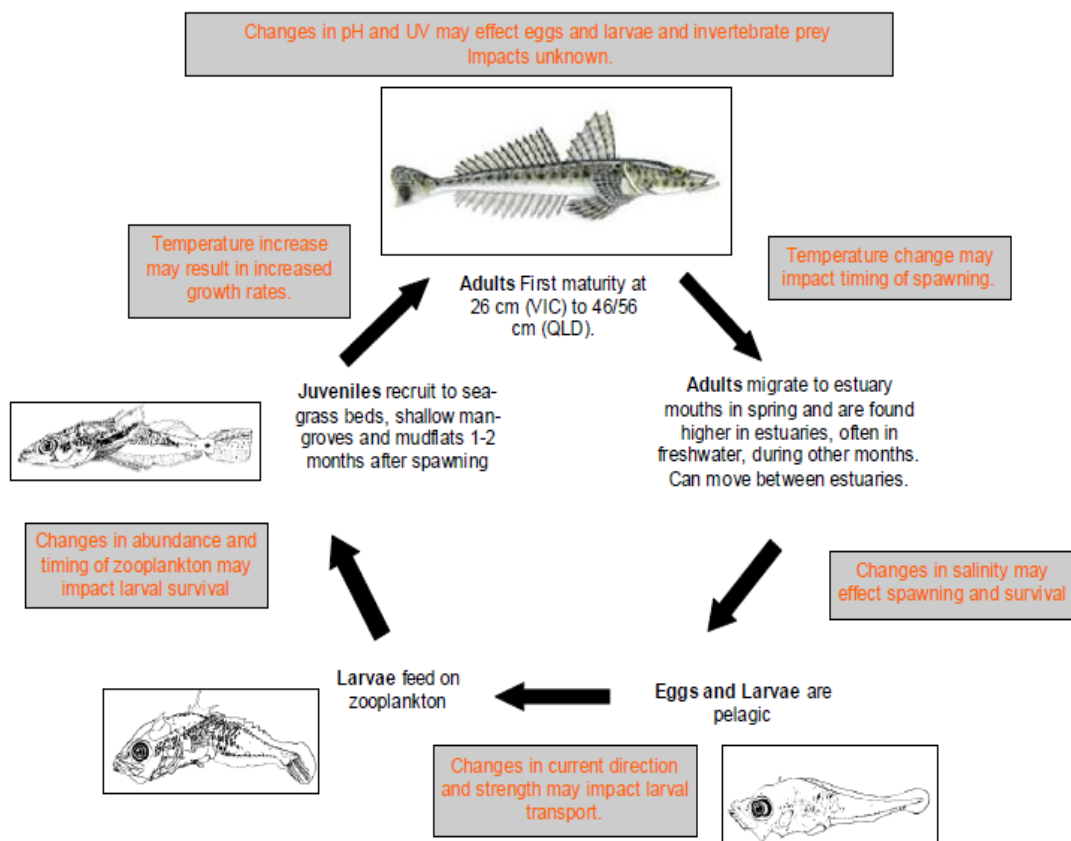 Changes in pH and UV may effect eggs and larvae and invertebrate prey
Impacts unknown.
Temperature increase
may result in increased
growth rates.
Temperature change may
impact timing of spawning.
Adults First maturity at
26 cm (VIC) to 46/56
cm (QLD).
Juveniles recruit to sea-
grass beds, shallow man-
groves and mudflats 1-2
months after spawning
Adults migrate to estuary
mouths in spring and are found
higher in estuaries, often in
freshwater, during other months.
Can move between estuaries.
Changes in abundance and
timing of zooplankton may
impact larval survival
Changes in salinity may
effect spawning and survival
Larvae feed on
zooplankton
Eggs and Larvae are
pelagic
Changes in current direction
and strength may impact larval
transport.